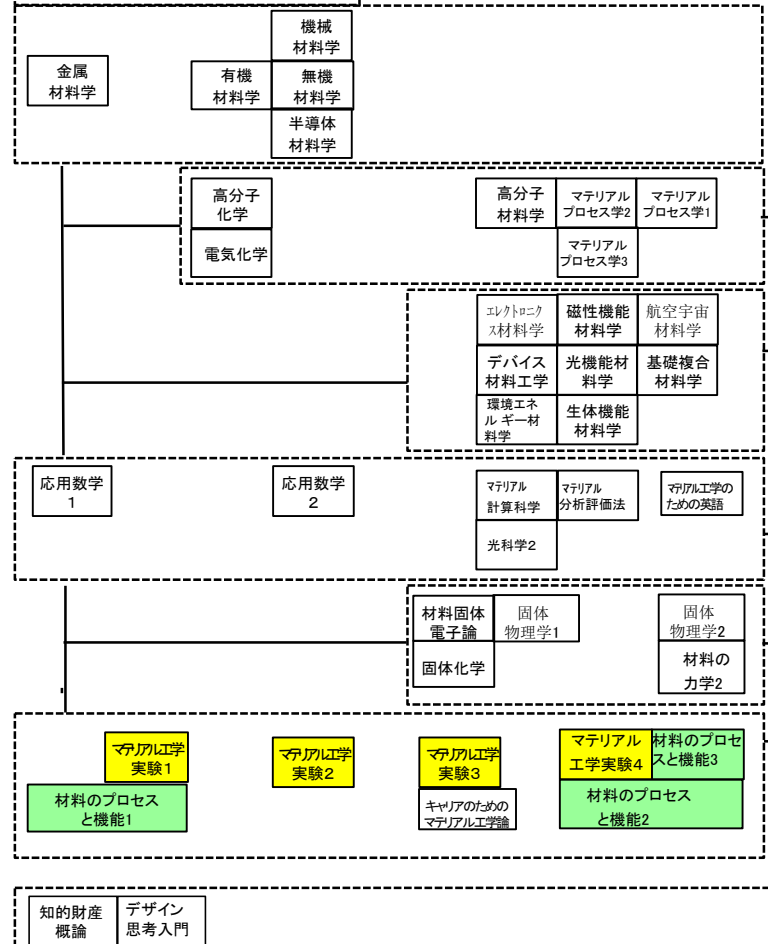 機械
材料学
金属
材料学
有機
材料学
無機
材料学
半導体
材料学
高分子
化学
電気化学
高分子
材料学
マテリアル
プロセス学2
マテリアル
プロセス学1
マテリアル
プロセス学3
エレクトロニク
ス材料学
磁性機能
材料学
航空宇宙
材料学
デバイス
材料工学
光機能材
料学
基礎複合
材料学
環境エネ
ル ギー材
料学
生体機能
材料学
応用数学
1
応用数学
2
マテリアル
計算科学
マテリアル
分析評価法
マテリアル工学の
ための英語
光科学2
材料固体
電子論
固体
物理学1
固体
物理学2
固体化学
材料の
力学2
マテリアル工学
実験1
マテリアル工学
実験2
マテリアル工学
実験3
マテリアル
工学実験4
材料のプロセ
スと機能3
材料のプロセス
と機能1
キャリアのための
マテリアル工学論
材料のプロセス
と機能2
知的財産
概論
デザイン
思考入門